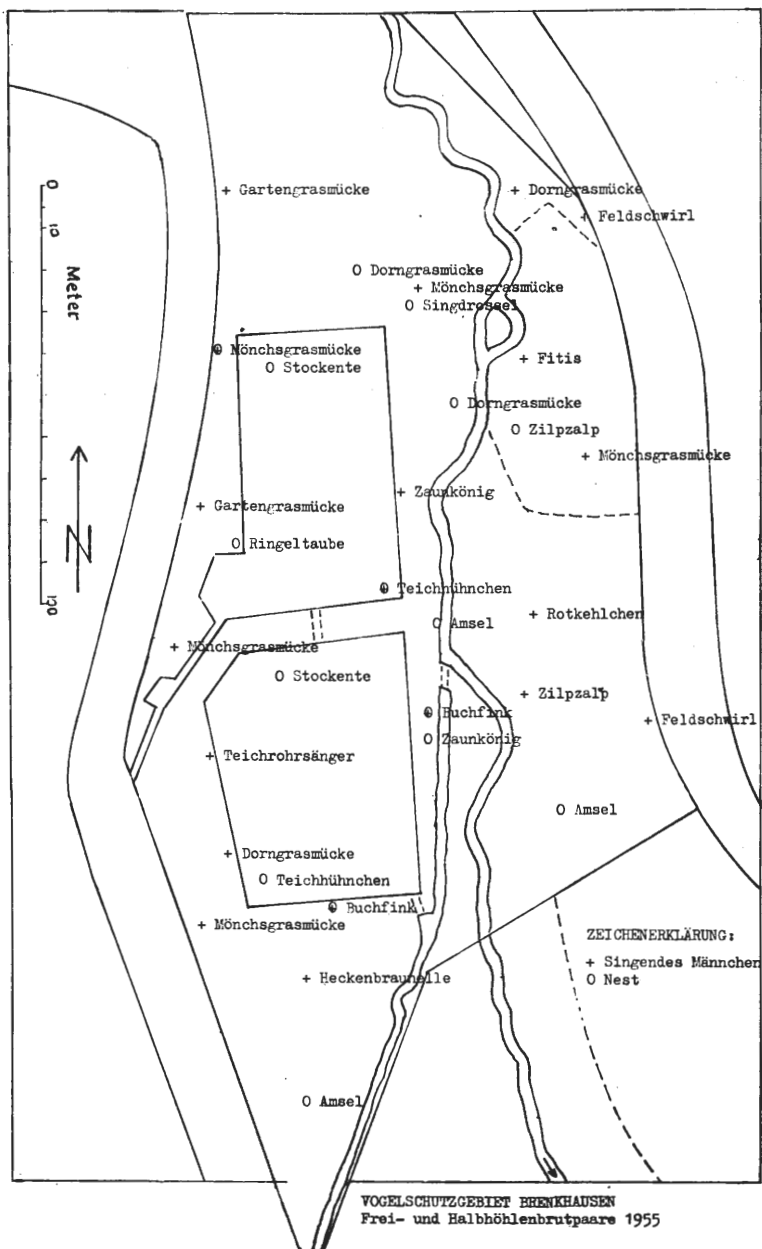 + Gartengrasmücke
+ Dorngrasmücke
+ Feldschwirl
0
10
Meter
100
N
O Dorngrasmücke
+ Mönchsgrasmücke
O Singdrossel
Mönchsgrasmücke
O Stockente
+ Fitis
O Dorngrasmücke
O Zilpzalp
+ Mönchsgrasmücke
+ Zaunkönig
+ Gartengrasmücke
O Ringeltaube
Teichhühnchen
+ Rotkehlchen
O Amsel
+ Mönchsgrasmücke
O Stockente
+ Zilpzalp
Buchfink
+ Feldschwirl
O Zaunkönig
+ Teichrohrsänger
O Amsel
+ Dorngrasmücke
O Teichhühnchen
Buchfink
+ Mönchsgrasmücke
ZEICHENERKLÄRUNG:
+ Singendes Männchen
O Nest
+ Heckenbraunelle
O Amsel
VOGELSCHUTZGEBIET BRENKHAUSEN
Frei- und Halbhöhlenbrutpaare 1955